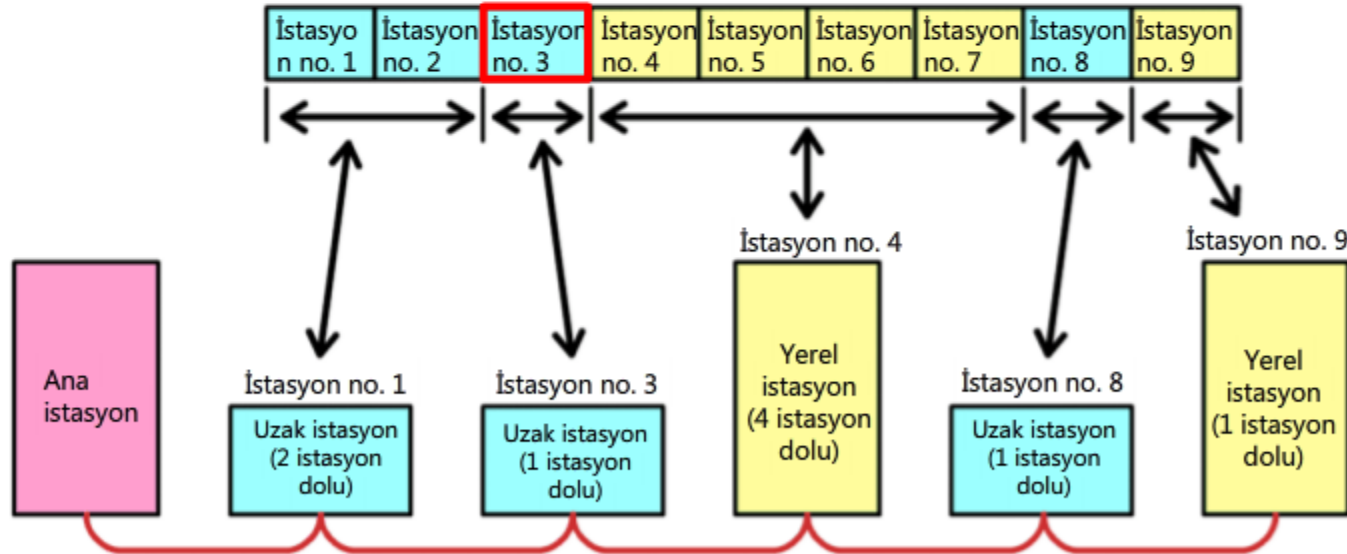 İstasyo
n no. 1
İstasyon
no. 2
İstasyon
no. 3
İstasyon
no. 4
İstasyon
no. 5
İstasyon
no. 6
İstasyon
no. 7
İstasyon
no. 8
İstasyon
no. 9
İstasyon no. 4
İstasyon no. 9
Ana
istasyon
İstasyon no. 1
Uzak istasyon
(2 istasyon
dolu)
İstasyon no. 3
Uzak istasyon
(1 istasyon
dolu)
Yerel
istasyon
(4 istasyon
dolu)
İstasyon no. 8
Uzak istasyon
(1 istasyon
dolu)
Yerel
istasyon
(1 istasyon
dolu)